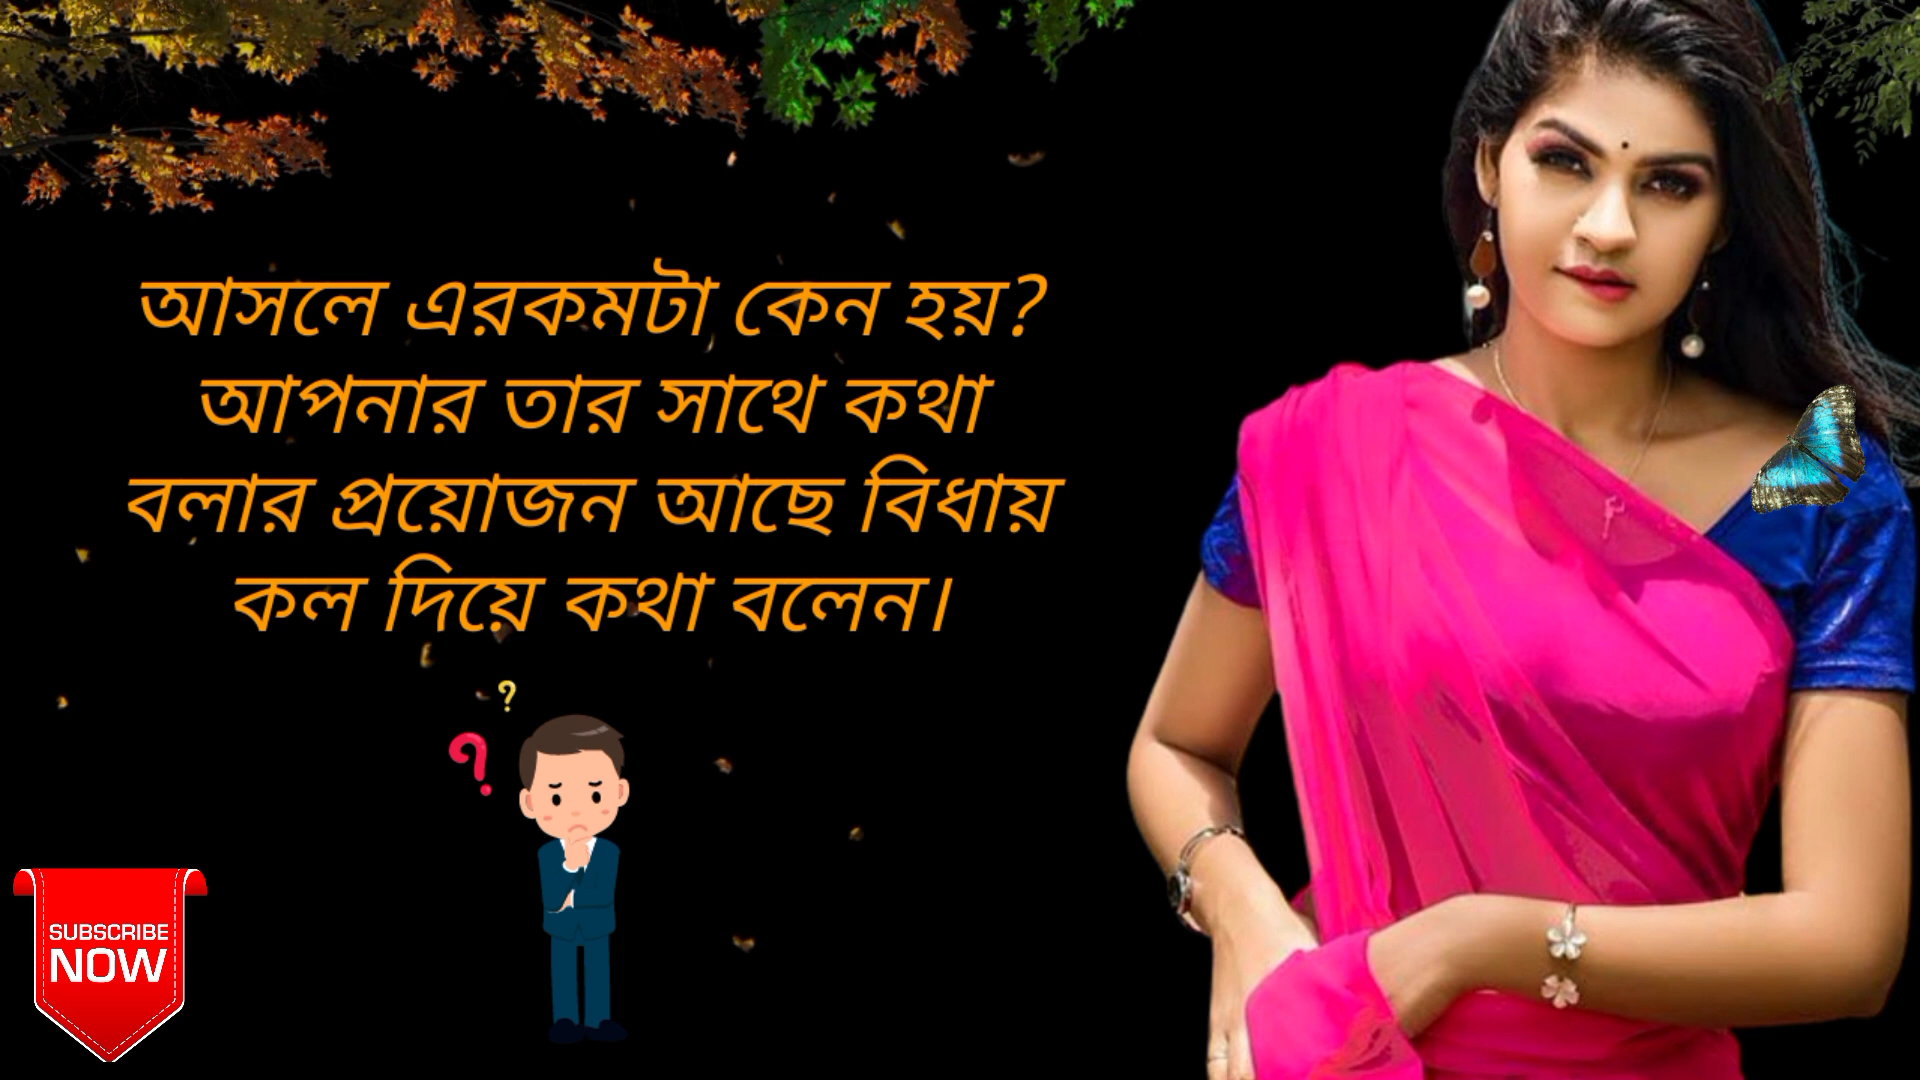 আসলে এরকমটা কেন হয়?
আপনার তার সাথে কথা
বলার প্রয়োজন আছে বিধায়
কল দিয়ে কথা বলেন।
SUBSCRIBE
NOW